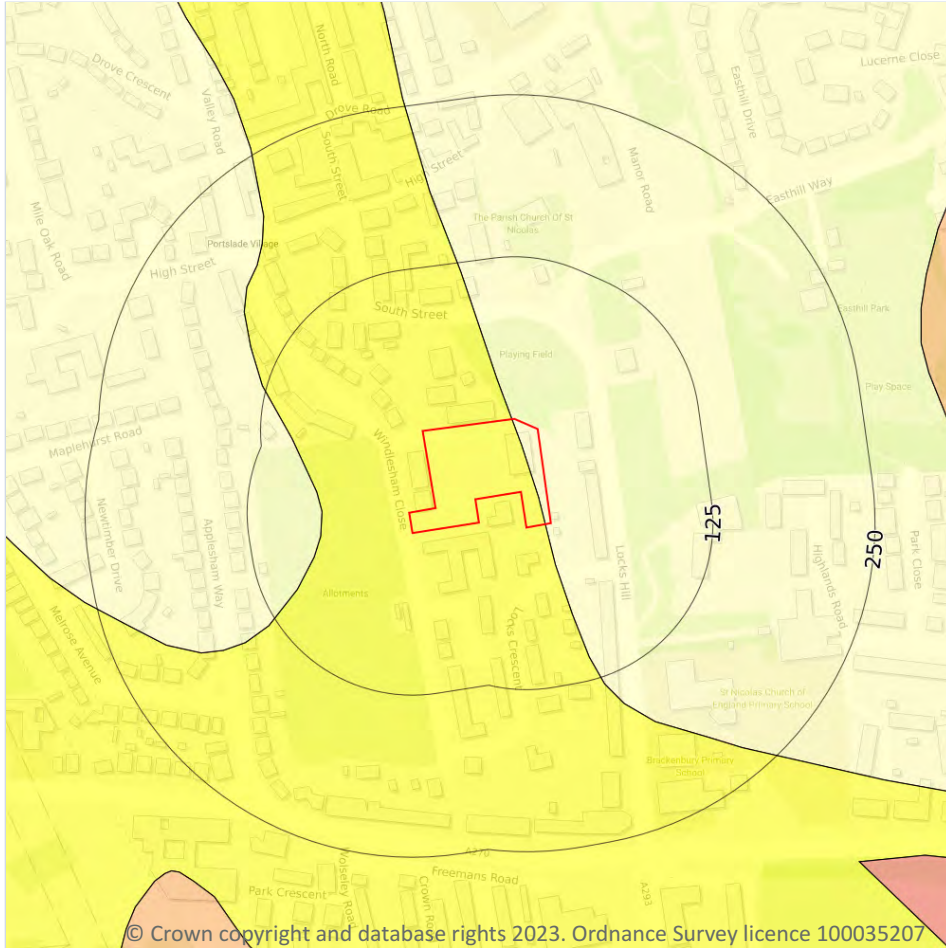 Drove Crescent
North Road
Easthill Drive
Lucerne Close
Valley Road
Drove Road
South Street
High Street
Manor Road
Easthill Way
Mile Oak Road
The Parish Church Of St
Nicolas
Portslade Village
High Street
South Street
Easthill Park
Playing Field
Play Space
Maplehurst Road
Windlesham Close
Newtimber Drive
Applesham Way
125
250
Locks Hill
Highlands Road
Park Close
Allotments
Melrose Avenue
Locks Crescent
St Nicolas Church of
England Primary School
Brackenbury Primary
School
A270
Freemans Road
Wolseley Road
Park Crescent
Crown Road
A293
© Crown copyright and database rights 2023. Ordnance Survey licence 100035207.